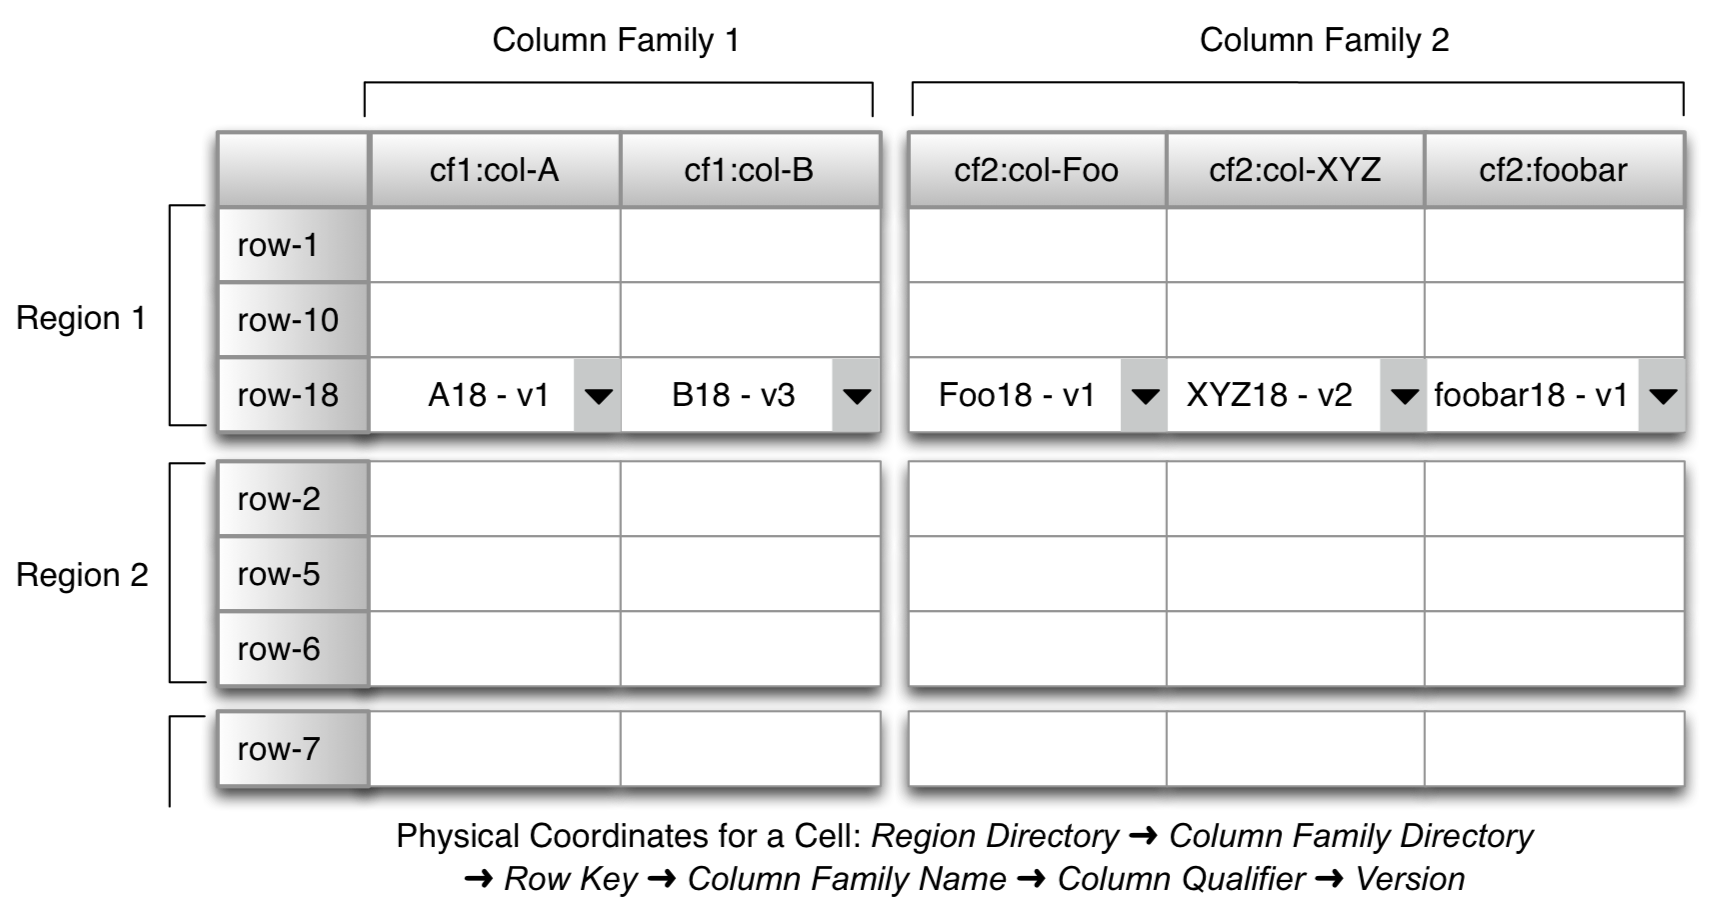 Column Family 1 Column Family 2
cf1:col-A cf1:col-B cf2:col-Foo cf2:col-XYZ cf2:foobar
row-1
Region 1
row-10
row-18 A18 - v1 B18 - v3 Foo18 - v1 XYZ18 - v2 foobar18 - v1
row-2
Region 2
row-5
row-6
row-7
Physical Coordinates for a Cell: Region Directory → Column Family Directory
→ Row Key → Column Family Name → Column Qualifier → Version